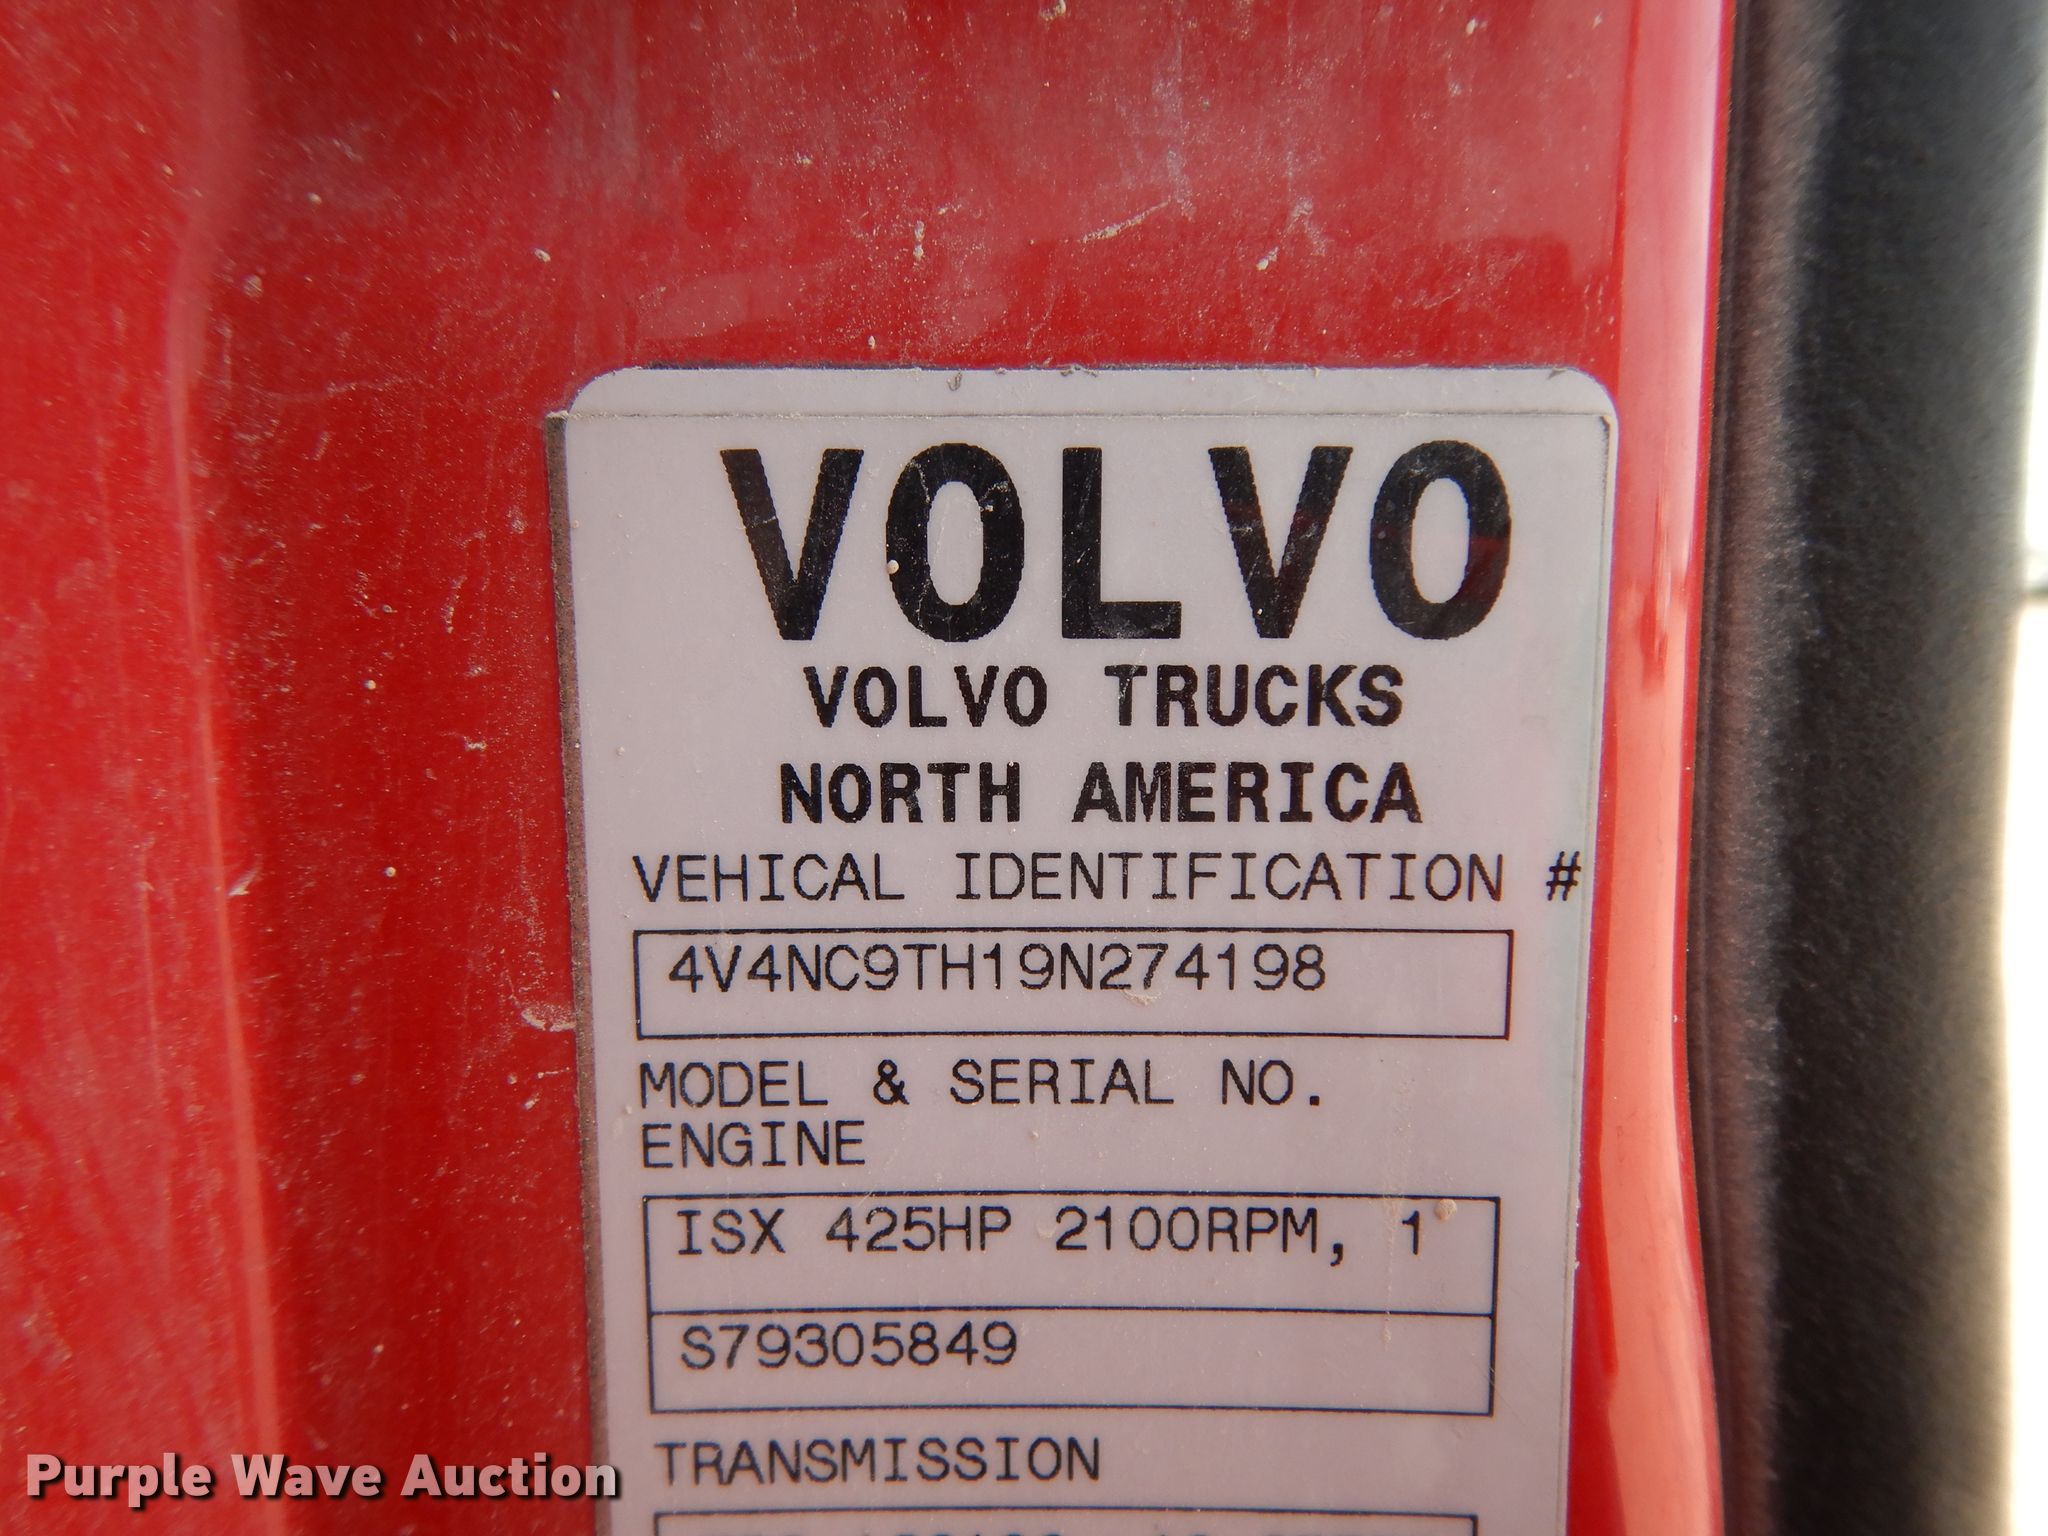 VOLVO
VOLVO TRUCKS
NORTH AMERICA
VEHICAL IDENTIFICATION #
4V4NC9TH19N274198
MODEL & SERIAL NO.
ENGINE
ISX 425HP 2100RPM, 1
S79305849
TRANSMISSION
Purple Wave Auction